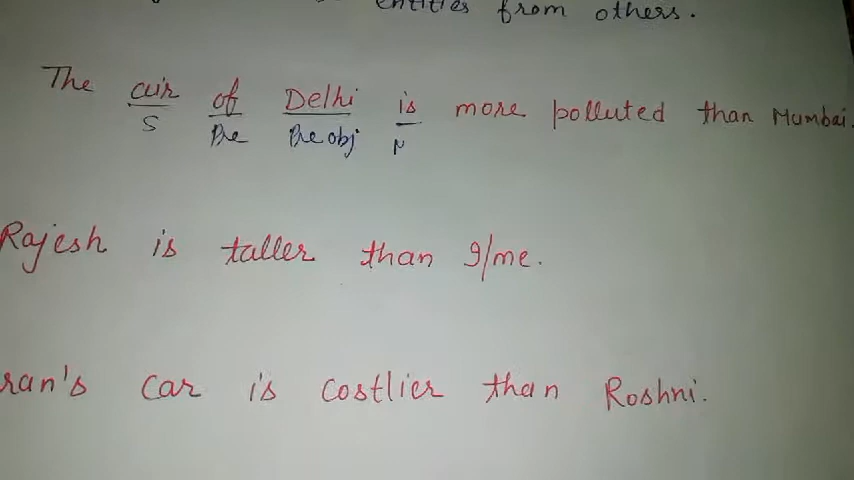 entities from others.
The air of Delhi is more polluted than Mumbai.
S Pre Pre obj
Rajesh is taller than I/me.
ran's car is costlier than Roshni.